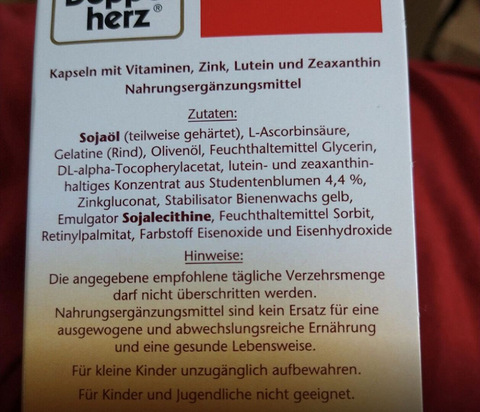 herz®
Kapseln mit Vitaminen, Zink, Lutein und Zeaxanthin
Nahrungsergänzungsmittel
Zutaten:
Sojaöl (teilweise gehärtet), L-Ascorbinsäure,
Gelatine (Rind), Olivenöl, Feuchthaltemittel Glycerin,
DL-alpha-Tocopherylacetat, lutein- und zeaxanthin-
haltiges Konzentrat aus Studentenblumen 4,4 %,
Zinkgluconat, Stabilisator Bienenwachs gelb,
Emulgator Sojalecithine, Feuchthaltemittel Sorbit,
Retinylpalmitat, Farbstoff Eisenoxide und Eisenhydroxide
Hinweise:
Die angegebene empfohlene tägliche Verzehrsmenge
darf nicht überschritten werden.
Nahrungsergänzungsmittel sind kein Ersatz für eine
ausgewogene und abwechslungsreiche Ernährung
und eine gesunde Lebensweise.
Für kleine Kinder unzugänglich aufbewahren.
Für Kinder und Jugendliche nicht geeignet.